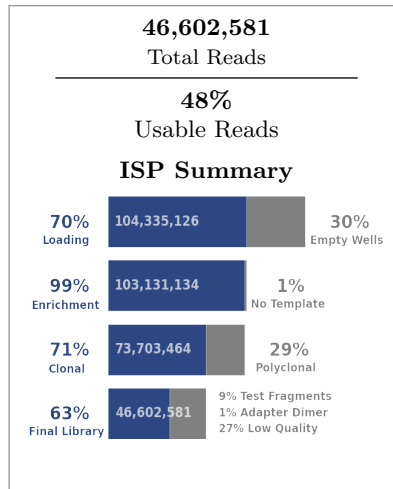 46,602,581
Total Reads
48%
Usable Reads
ISP Summary
70%
Loading
104,335,126
30%
Empty Wells
99%
Enrichment
103,131,134
1%
No Template
71%
Clonal
73,703,464
29%
Polyclonal
63%
Final Library
46,602,581
9% Test Fragments
1% Adapter Dimer
27% Low Quality